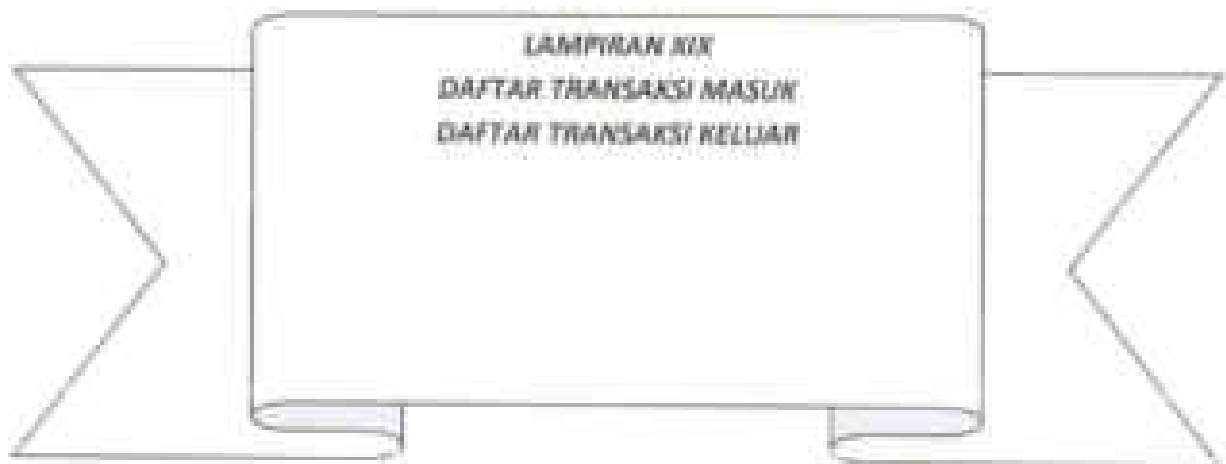 LAMPIRAN XIX
DAFTAR TRANSAKSI MASUK
DAFTAR TRANSAKSI KELUAR